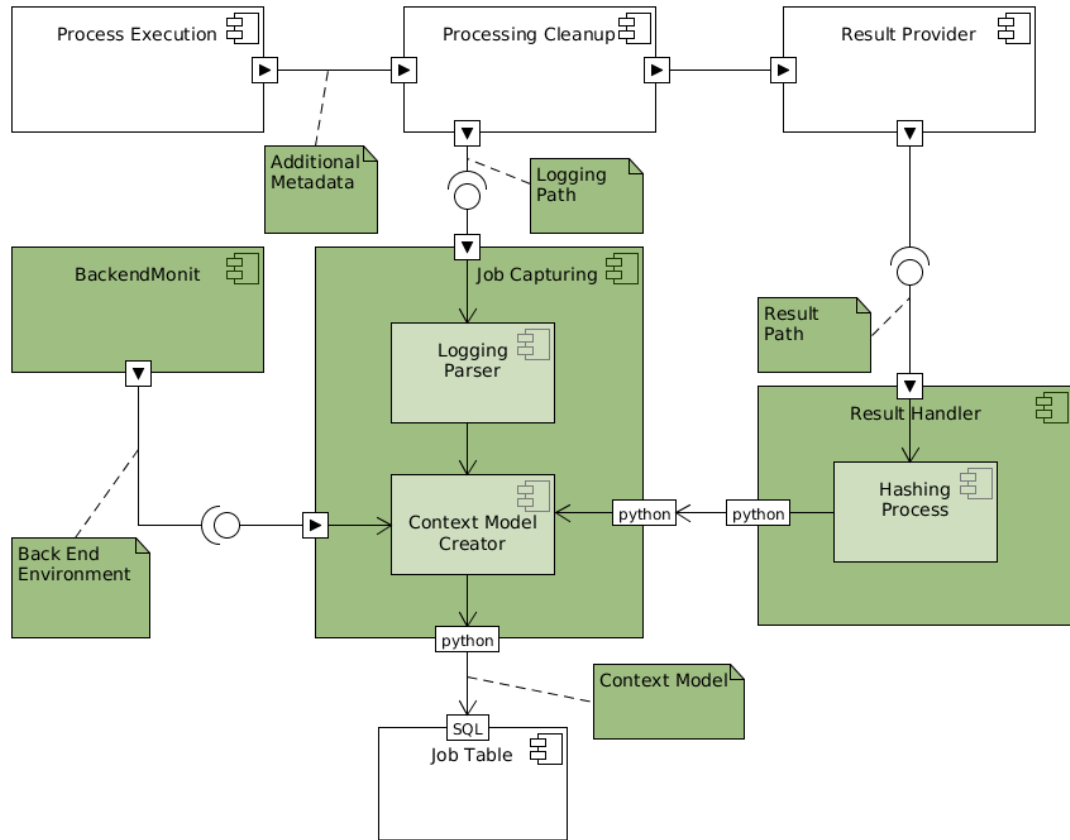 Process Execution
Processing Cleanup
Result Provider
Additional
Metadata
Logging
Path
BackendMonit
Job Capturing
Result
Path
Logging
Parser
Result Handler
Hashing
Process
Context Model
Creator
python
python
Back End
Environment
python
Context Model
SQL
Job Table